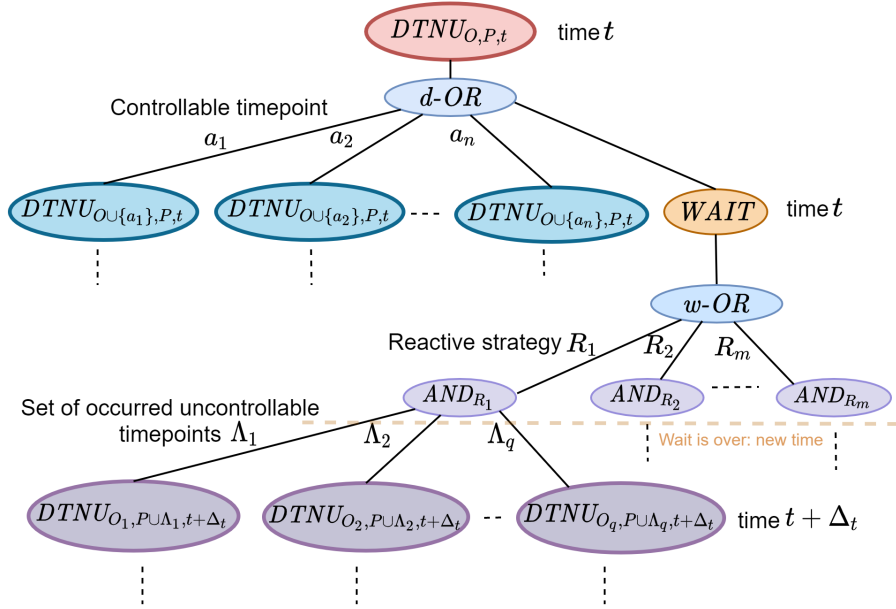 DTNU_{O,P,t} time t
d-OR
Controllable timepoint
a_1 a_2 a_n
DTNU_{O∪{a_1},P,t} DTNU_{O∪{a_2},P,t} DTNU_{O∪{a_n},P,t} WAIT time t
w-OR
Reactive strategy R_1 R_2 R_m
AND_{R_1} AND_{R_2} AND_{R_m}
Set of occurred uncontrollable
timepoints Λ_1 Λ_2 Λ_q
Wait is over: new time
DTNU_{O_1,P∪Λ_1,t+Δ_t} DTNU_{O_2,P∪Λ_2,t+Δ_t} DTNU_{O_q,P∪Λ_q,t+Δ_t} time t + Δ_t